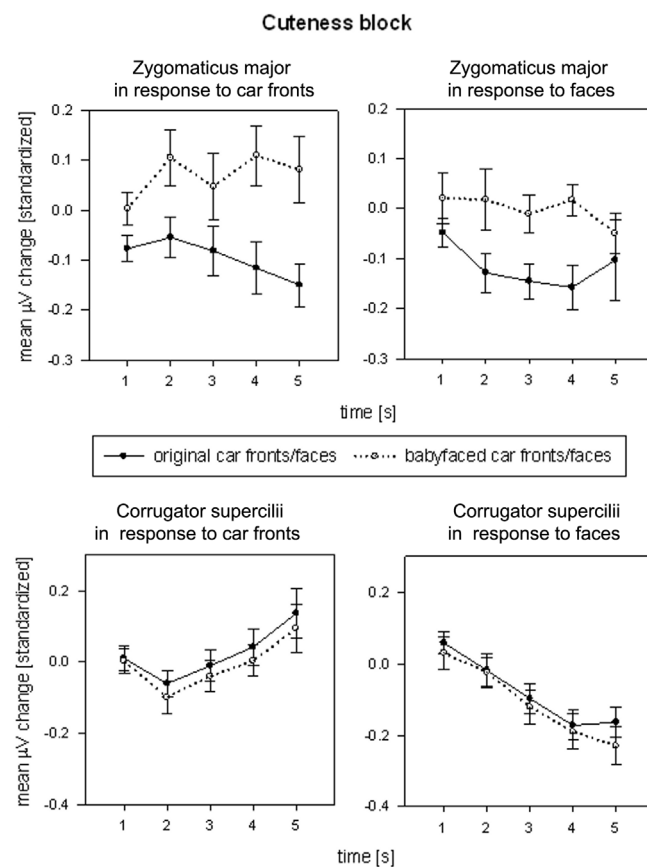 Cuteness block
Zygomaticus major
in response to car fronts
Zygomaticus major
in response to faces
mean µV change [standardized]
0.2
0.1
0.0
-0.1
-0.2
-0.3
1 2 3 4 5
0.2
0.1
0.0
-0.1
-0.2
-0.3
1 2 3 4 5
time [s]
original car fronts/faces babyfaced car fronts/faces
Corrugator supercilii
in response to car fronts
Corrugator supercilii
in response to faces
mean µV change [standardized]
0.2
0.0
-0.2
-0.4
1 2 3 4 5
0.2
0.0
-0.2
-0.4
1 2 3 4 5
time [s]